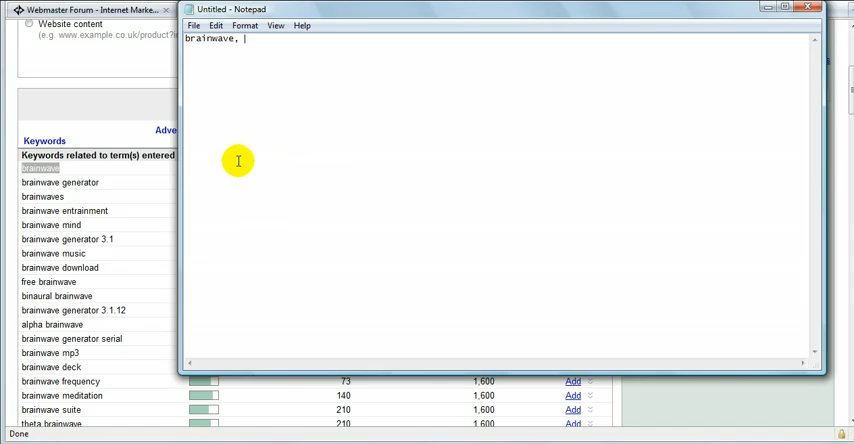 Webmaster Forum - Internet Marke...
Untitled - Notepad
File Edit Format View Help
brainwave,
Website content
(e.g. www.example.co.uk/product?i
Adve
Keywords
Keywords related to term(s) entered
brainwave
brainwave generator
brainwaves
brainwave entrainment
brainwave mind
brainwave generator 3.1
brainwave music
brainwave download
free brainwave
binaural brainwave
brainwave generator 3.1.12
alpha brainwave
brainwave generator serial
brainwave mp3
brainwave deck
brainwave frequency 73 1,600 Add
brainwave meditation 140 1,600 Add
brainwave suite 210 1,600 Add
theta brainwave 210 1,600 Add
Done